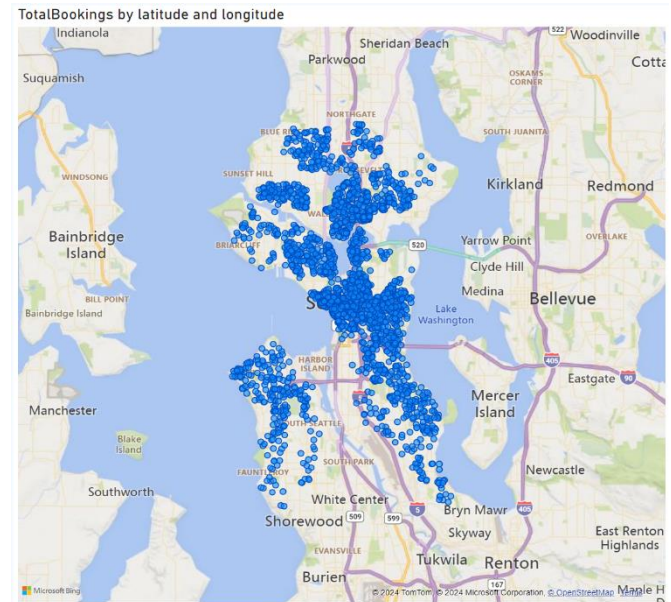 TotalBookings by latitude and longitude
Indianola
Sheridan Beach
522
Woodinville
Parkwood
Cotta
Suquamish
OSKAMS
CORNER
NORTHGATE
SOUTH JUANITA
WINDSONG
SUNSET HILL
Kirkland
Redmond
Bainbridge
Island
BRIARCLIFF
520
Yarrow Point
OVERLAKE
Clyde Hill
Medina
BILL POINT
Bellevue
Bainbridge Island
Lake
Washington
HARBOR
ISLAND
405
90
Eastgate
Manchester
Mercer
Island
Blake
Island
SOUTH SEATTLE
SOUTH PARK
FAUNTLEROY
Newcastle
Southworth
White Center
5
405
Shorewood
509
599
Bryn Mawr
Skyway
East Renton
Highlands
EVANSVILLE
Tukwila
Renton
Burien
167
Maple H
Microsoft Bing
© 2024 TomTom, © 2024 Microsoft Corporation, © OpenStreetMap Terms